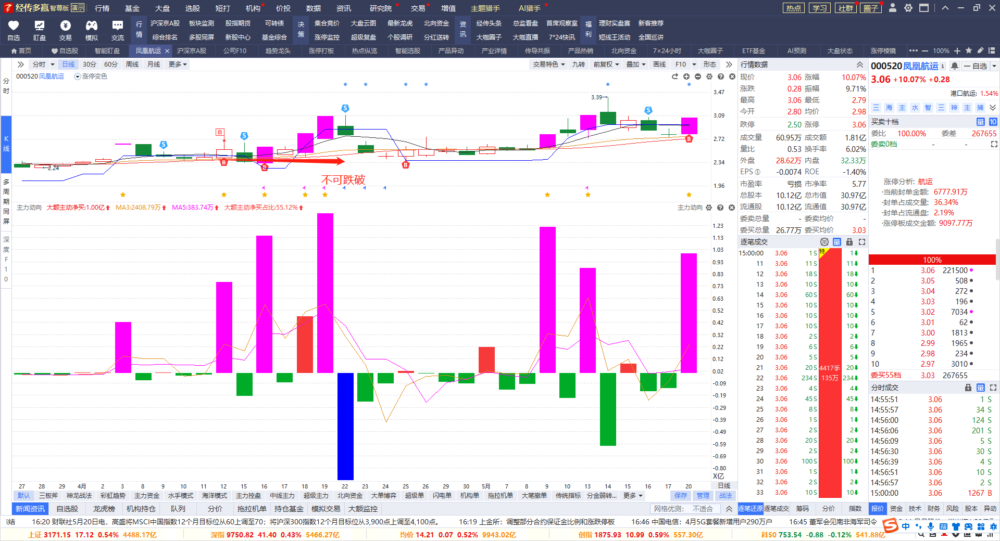 经传多赢 智尊版 演示 行情 基金 大盘 选股 短打 机构 价投 数据 资讯 研究院 交易 增值 主题猎手 AI猎手 热点 学习 社群 圈子
自选 盯盘 交易 模拟 交流
行情 沪深京A股 板块监测 股指期货 可转债 决策 集合竞价 大盘云图 最新龙虎 北向资金 资讯 经传头条 总监看盘 首席观察室 福利 理财实盘赛 新客推荐
综合排名 多股同屏 新股中心 基金综合 涨停监控 超级复盘 个股调研 分红送转 大咖圈子 大咖直播 7*24快讯 短线王活动 全国巡讲
首页 自选股 智能盯盘 凤凰航运 × 沪深京A股 公司F10 趋势龙头 涨停打板 热点纵览 智能选股 产品异动 产业详情 传导共振 产品热销 北向资金 7×24小时 大咖圈子 ETF基金 AI预测 大盘状态 涨停棱镜 100%
分时 日线 30分 60分 周线 月线 更多 交易特色 九转 前复权 叠加 画线 F10 形态
000520 凤凰航运 涨停变色
分时
K线
多周期同屏
深度F10
3.47
3.09
2.72
2.34
1.96
3.39
2.24
自
S S S S
B B B B
不可跌破
主力动向 大额主动净买:1.00亿 MA3:2408.79万 MA5:383.74万 大额主动净买占比:55.12% 主力动向
1.23
1.13
1.03
0.93
0.83
0.73
0.63
0.52
0.42
0.32
0.22
0.12
0.02
-0.09
-0.19
-0.29
-0.39
-0.49
-0.59
-0.69
-0.80
X亿
27 28 29 4月 2 3 8 9 10 11 12 15 16 17 18 19 22 23 24 25 26 29 30 5月 7 8 9 10 13 14 15 16 17 20 日线
默认 三板斧 神龙战法 彩虹趋势 主力资金 水手模式 海洋模式 主力控盘 中线主力 超级主力 北向资金 大单博弈 超级单 闪电单 机构单 拖拉机单 大笔撤单 传统指标 分金弱转... 更多 保存 管理 战法
新闻资讯 自选股 龙虎榜 机构持仓 队列 分价 拖拉机单 持仓基金 模拟交易 大额监控 网格优测： 不适合
行情数据
现价 3.06 涨幅 10.07%
涨跌 0.28 振幅 9.71%
最高 3.06 最低 2.79
今开 2.80 均价 2.98
跌停 2.50 涨停 3.06
成交量 60.95万 成交额 1.81亿
量比 0.53 换手率 6.02%
外盘 28.62万 内盘 32.33万
EPS① -0.0074 ROE -1.40%
市盈率 亏损 市净率 5.77
总股本 10.12亿 总市值 30.97亿
流通股 10.12亿 流通值 30.97亿
委卖总量 - 委卖均价 -
委买总量 26.77万 委买均价 3.03
逐笔成交 单 量
特
15:00:00 3.06 1 S 1
11 3.06 11 S 11
12 3.06 18 S 18
13 3.06 10 S 10
14 3.06 60 S 60
15 3.06 10 S 10
16 3.06 10 S 10
17 3.06 10 S 10
18 3.06 2 S 2
19 3.06 6 S 6
20 3.06 5 S 5
21 3.06 20 S 4417手 20
22 3.06 234 S 135万 234
23 3.06 4 S 4
24 3.06 45 S 45
25 3.06 8 S 8
26 3.06 1 S 1
27 3.06 2 S 2
28 3.06 20 S 20
29 3.06 2 S 2
30 3.06 100 S 100
31 3.06 1 S 1
32 3.06 2 S 2
33 3.06 10 S 10
逐笔还原 逐笔成交 筹码 分价 指数
000520 凤凰航运 自选
3.06 +10.07% +0.28
港口航运: 1.54%
三 海 主 水 智 三 神 主 捕
买卖十档 量 10
委比 100.00% 委差 267655
委卖0档 - -
涨停分析: 航运
·当前封单金额: 6777.91万
·封单占成交量: 36.34%
·封单占流通盘: 2.19%
·涨停板成交金额: 9097.77万
100%
1 3.06 221500
2 3.05 508
3 3.04 272
4 3.03 196
5 3.02 7034
6 3.01 62
7 3.00 1813
8 2.99 1965
9 2.98 234
10 2.97 3010
委买55档 3.03 267655
分时成交 量
14:55:51 3.06 1 S
14:55:57 3.06 34 S
14:56:00 3.06 124 S
14:56:06 3.06 201 S
14:56:09 3.06 5 S
14:56:30 3.06 30 S
14:56:39 3.06 4 S
14:56:51 3.06 10 S
14:56:57 3.06 2 S
15:00:00 3.06 1267 B
报价 资金 技术 财务 风险 股本 异动
16:20 财联社5月20日电，高盛将MSCI中国指数12个月目标位从60上调至70；将沪深300指数12个月目标位从3,900点上调至4,100点。 16:19 上金所：调整部分合约保证金比例和涨跌停板 16:46 中国电信：4月5G套餐新增用户290万户 16:45 董军会见南非海军司令
上证 3171.15 17.12 0.54% 4488.17亿 深指 9750.82 41.40 0.43% 5466.27亿 均价 14.21 0.07 0.52% 9943.02亿 创指 1875.93 10.99 0.59% 557.30亿 科50 753.54 -0.88 -0.12% 541.88亿
中